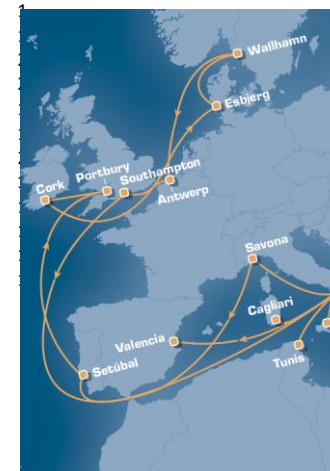 Wallhamn
Esbjerg
Portbury
Southampton
Cork
Antwerp
Savona
Cagliari
Valencia
Tunis
Setúbal